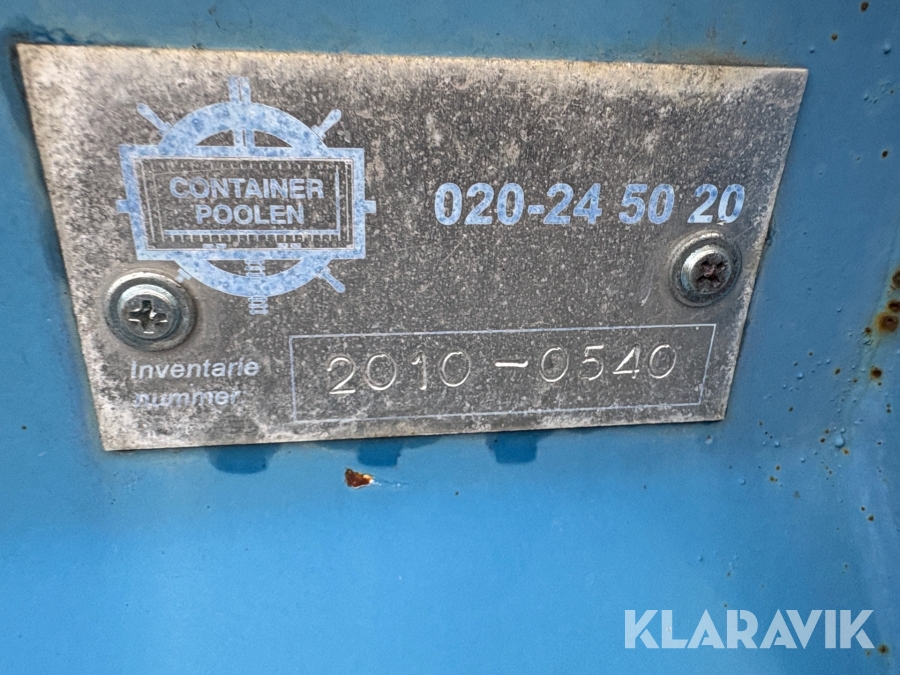 CONTAINER
POOLEN
020-24 50 20
Inventarie
nummer
2010-0540
KLARAVIK